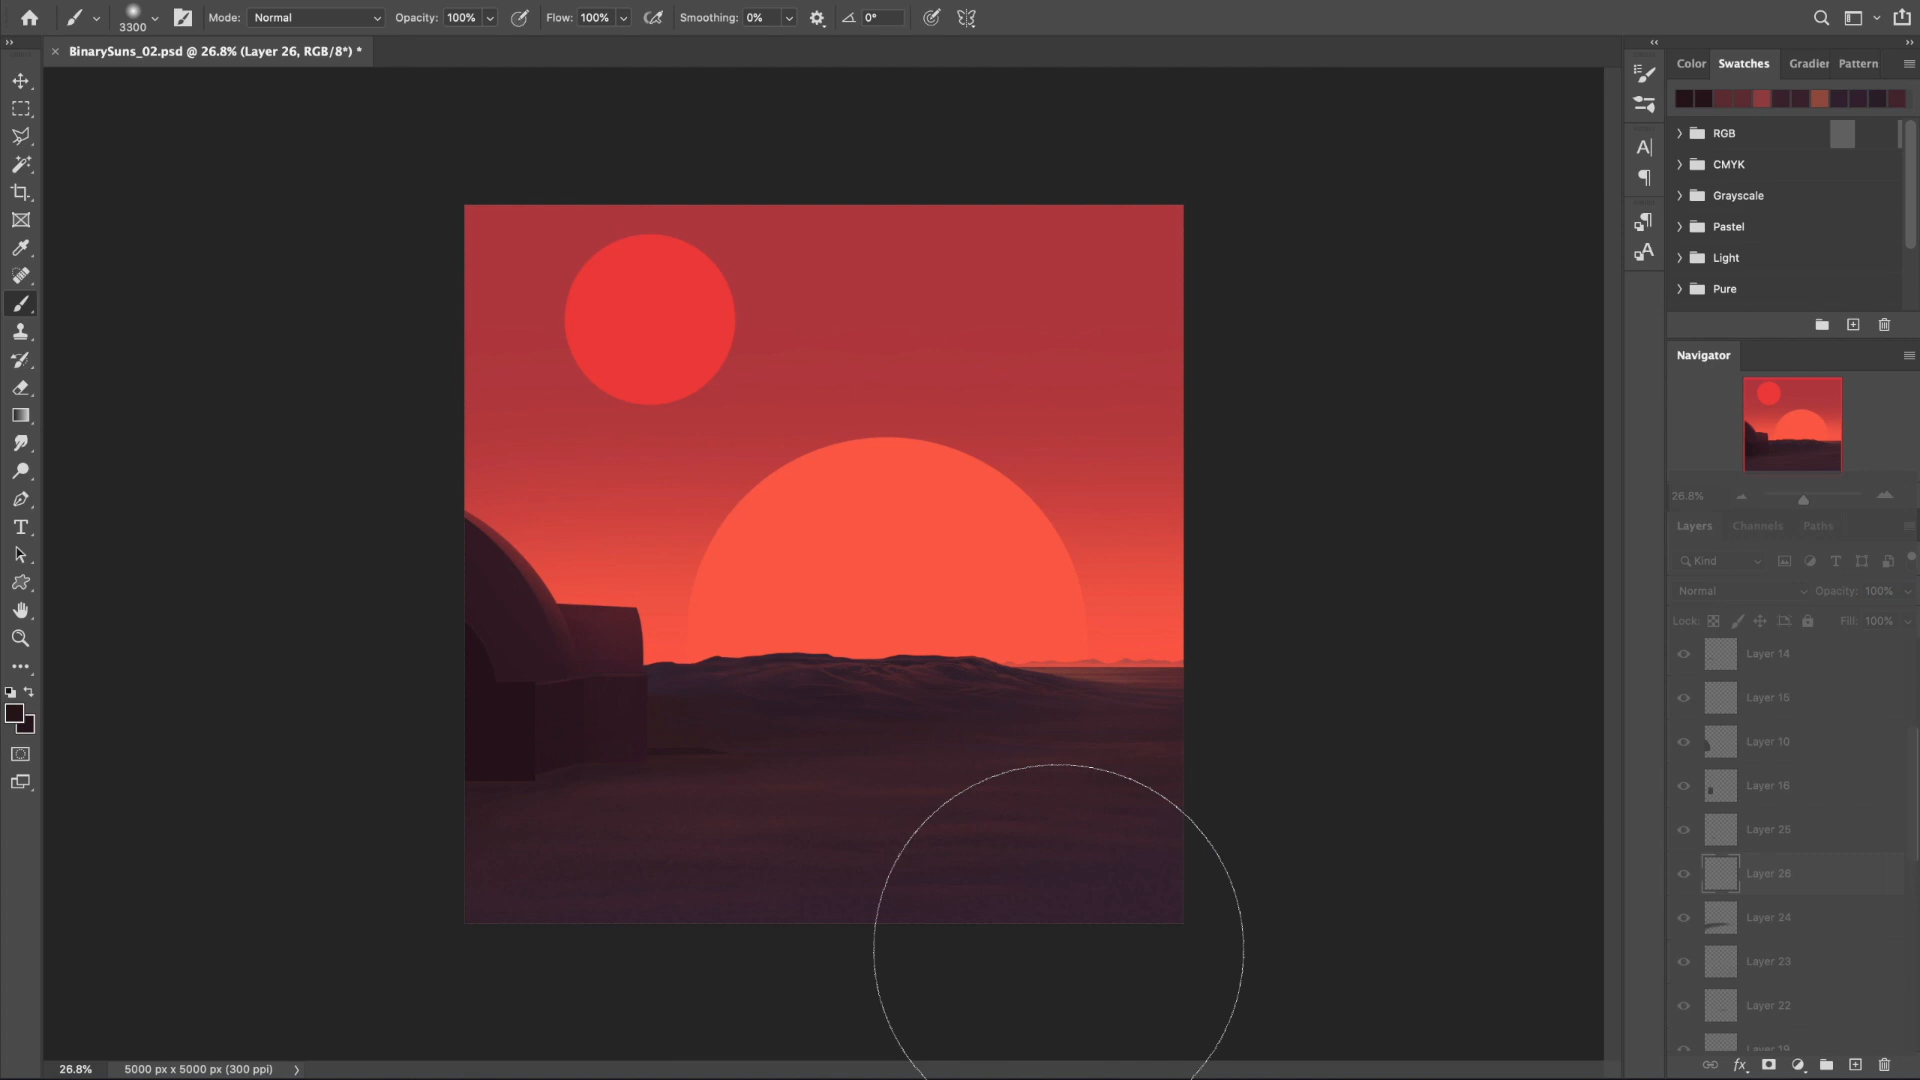 3300
Mode: Normal
Opacity: 100%
Flow: 100%
Smoothing: 0%
0°
BinarySuns_02.psd @ 26.8% (Layer 26, RGB/8*) *
Color Swatches Gradier Pattern
RGB
CMYK
Grayscale
Pastel
Light
Pure
Navigator
26.8%
Layers Channels Paths
Kind
Normal
Opacity: 100%
Lock:
Fill: 100%
Layer 14
Layer 15
Layer 10
Layer 16
Layer 25
Layer 26
Layer 24
Layer 23
Layer 22
Layer 19
fx
26.8%
5000 px x 5000 px (300 ppi)